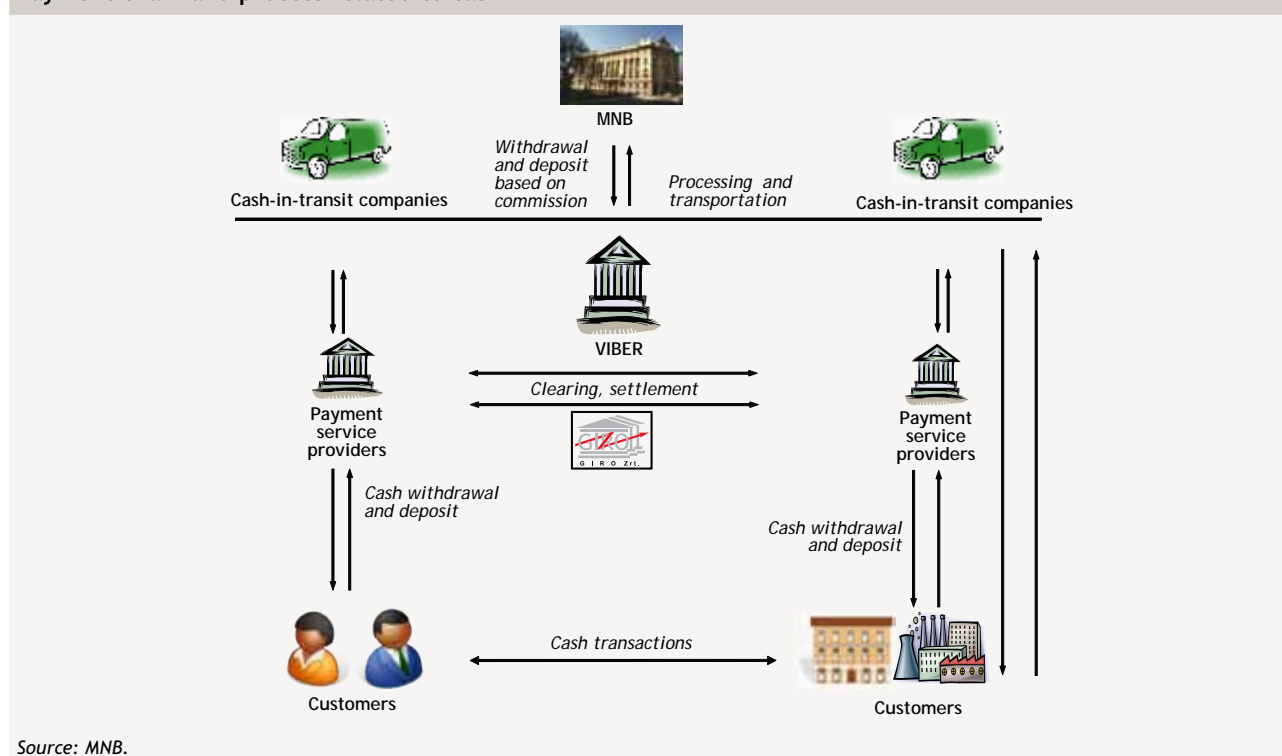 MNB
Withdrawal
and deposit
based on
commission
Processing and
transportation
Cash-in-transit companies
Cash-in-transit companies
VIBER
Clearing, settlement
GIRO
G I R O Zrt.
Payment
service
providers
Payment
service
providers
Cash withdrawal
and deposit
Cash withdrawal
and deposit
Cash transactions
Customers
Customers
Source: MNB.